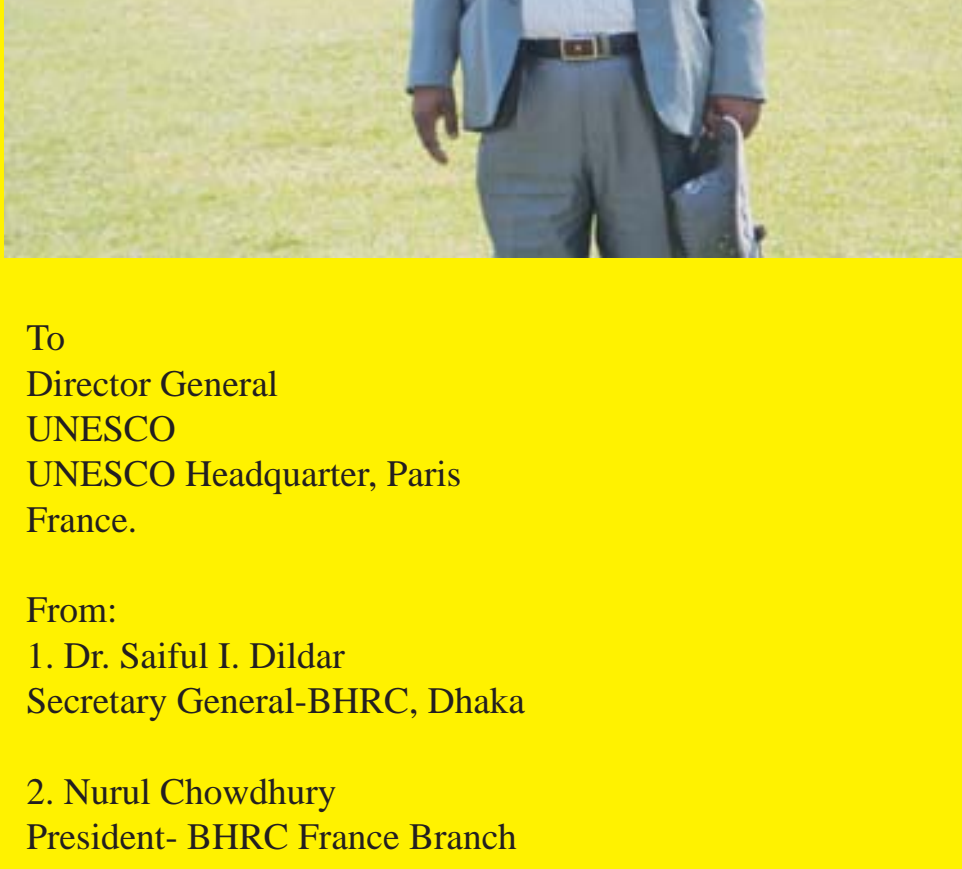 To
Director General
UNESCO
UNESCO Headquarter, Paris
France.
From:
1. Dr. Saiful I. Dildar
Secretary General-BHRC, Dhaka
2. Nurul Chowdhury
President- BHRC France Branch